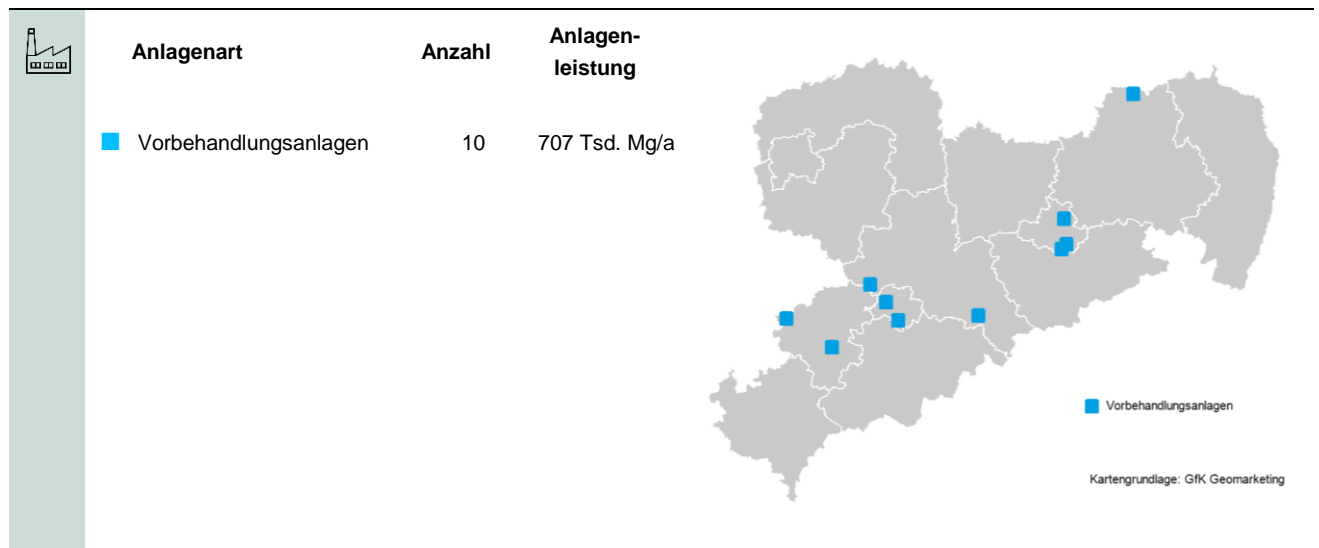 Anlagenart Anzahl Anlagen-
leistung
Vorbehandlungsanlagen 10 707 Tsd. Mg/a
Vorbehandlungsanlagen
Kartengrundlage: GfK Geomarketing